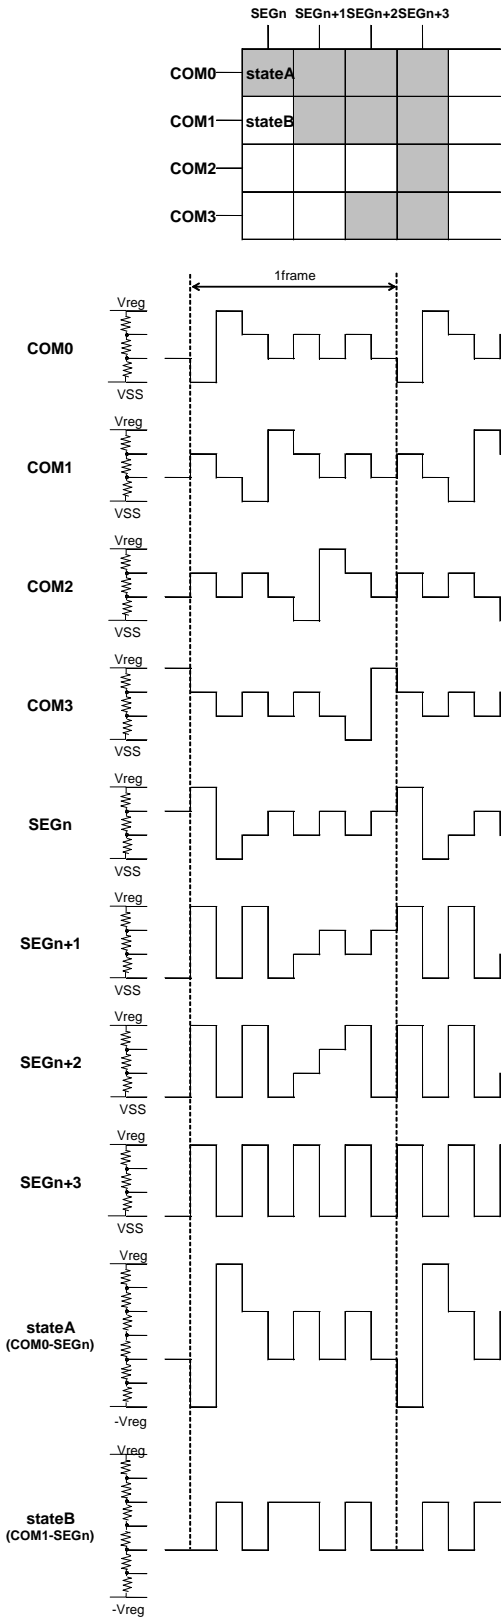 SEGn SEGn+1SEGn+2SEGn+3
COM0 stateA
COM1 stateB
COM2
COM3
1frame
Vreg
COM0
VSS
Vreg
COM1
VSS
Vreg
COM2
VSS
Vreg
COM3
VSS
Vreg
SEGn
VSS
Vreg
SEGn+1
VSS
Vreg
SEGn+2
VSS
Vreg
SEGn+3
VSS
Vreg
stateA
(COM0-SEGn)
-Vreg
Vreg
stateB
(COM1-SEGn)
-Vreg